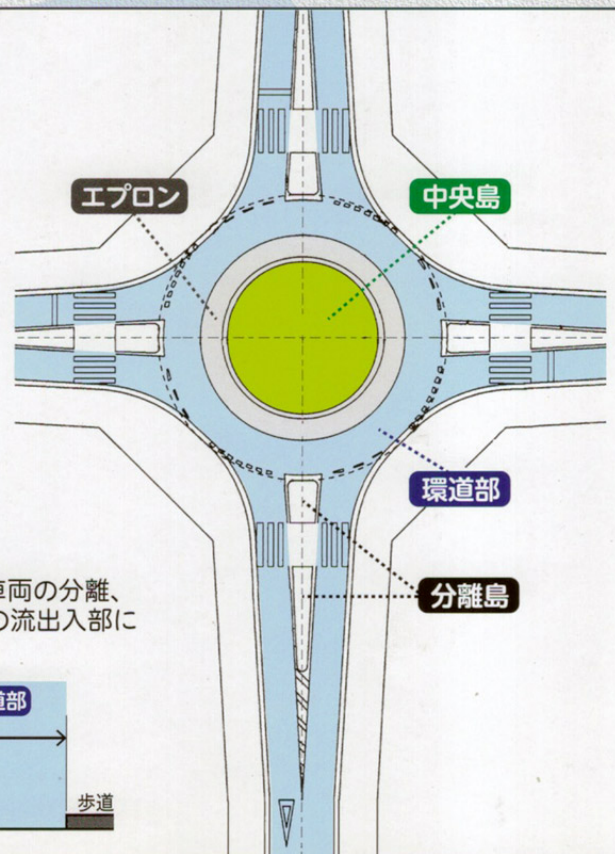 エプロン
中央島
環道部
分離島
車両の分離、
の流出入部に
道部
歩道